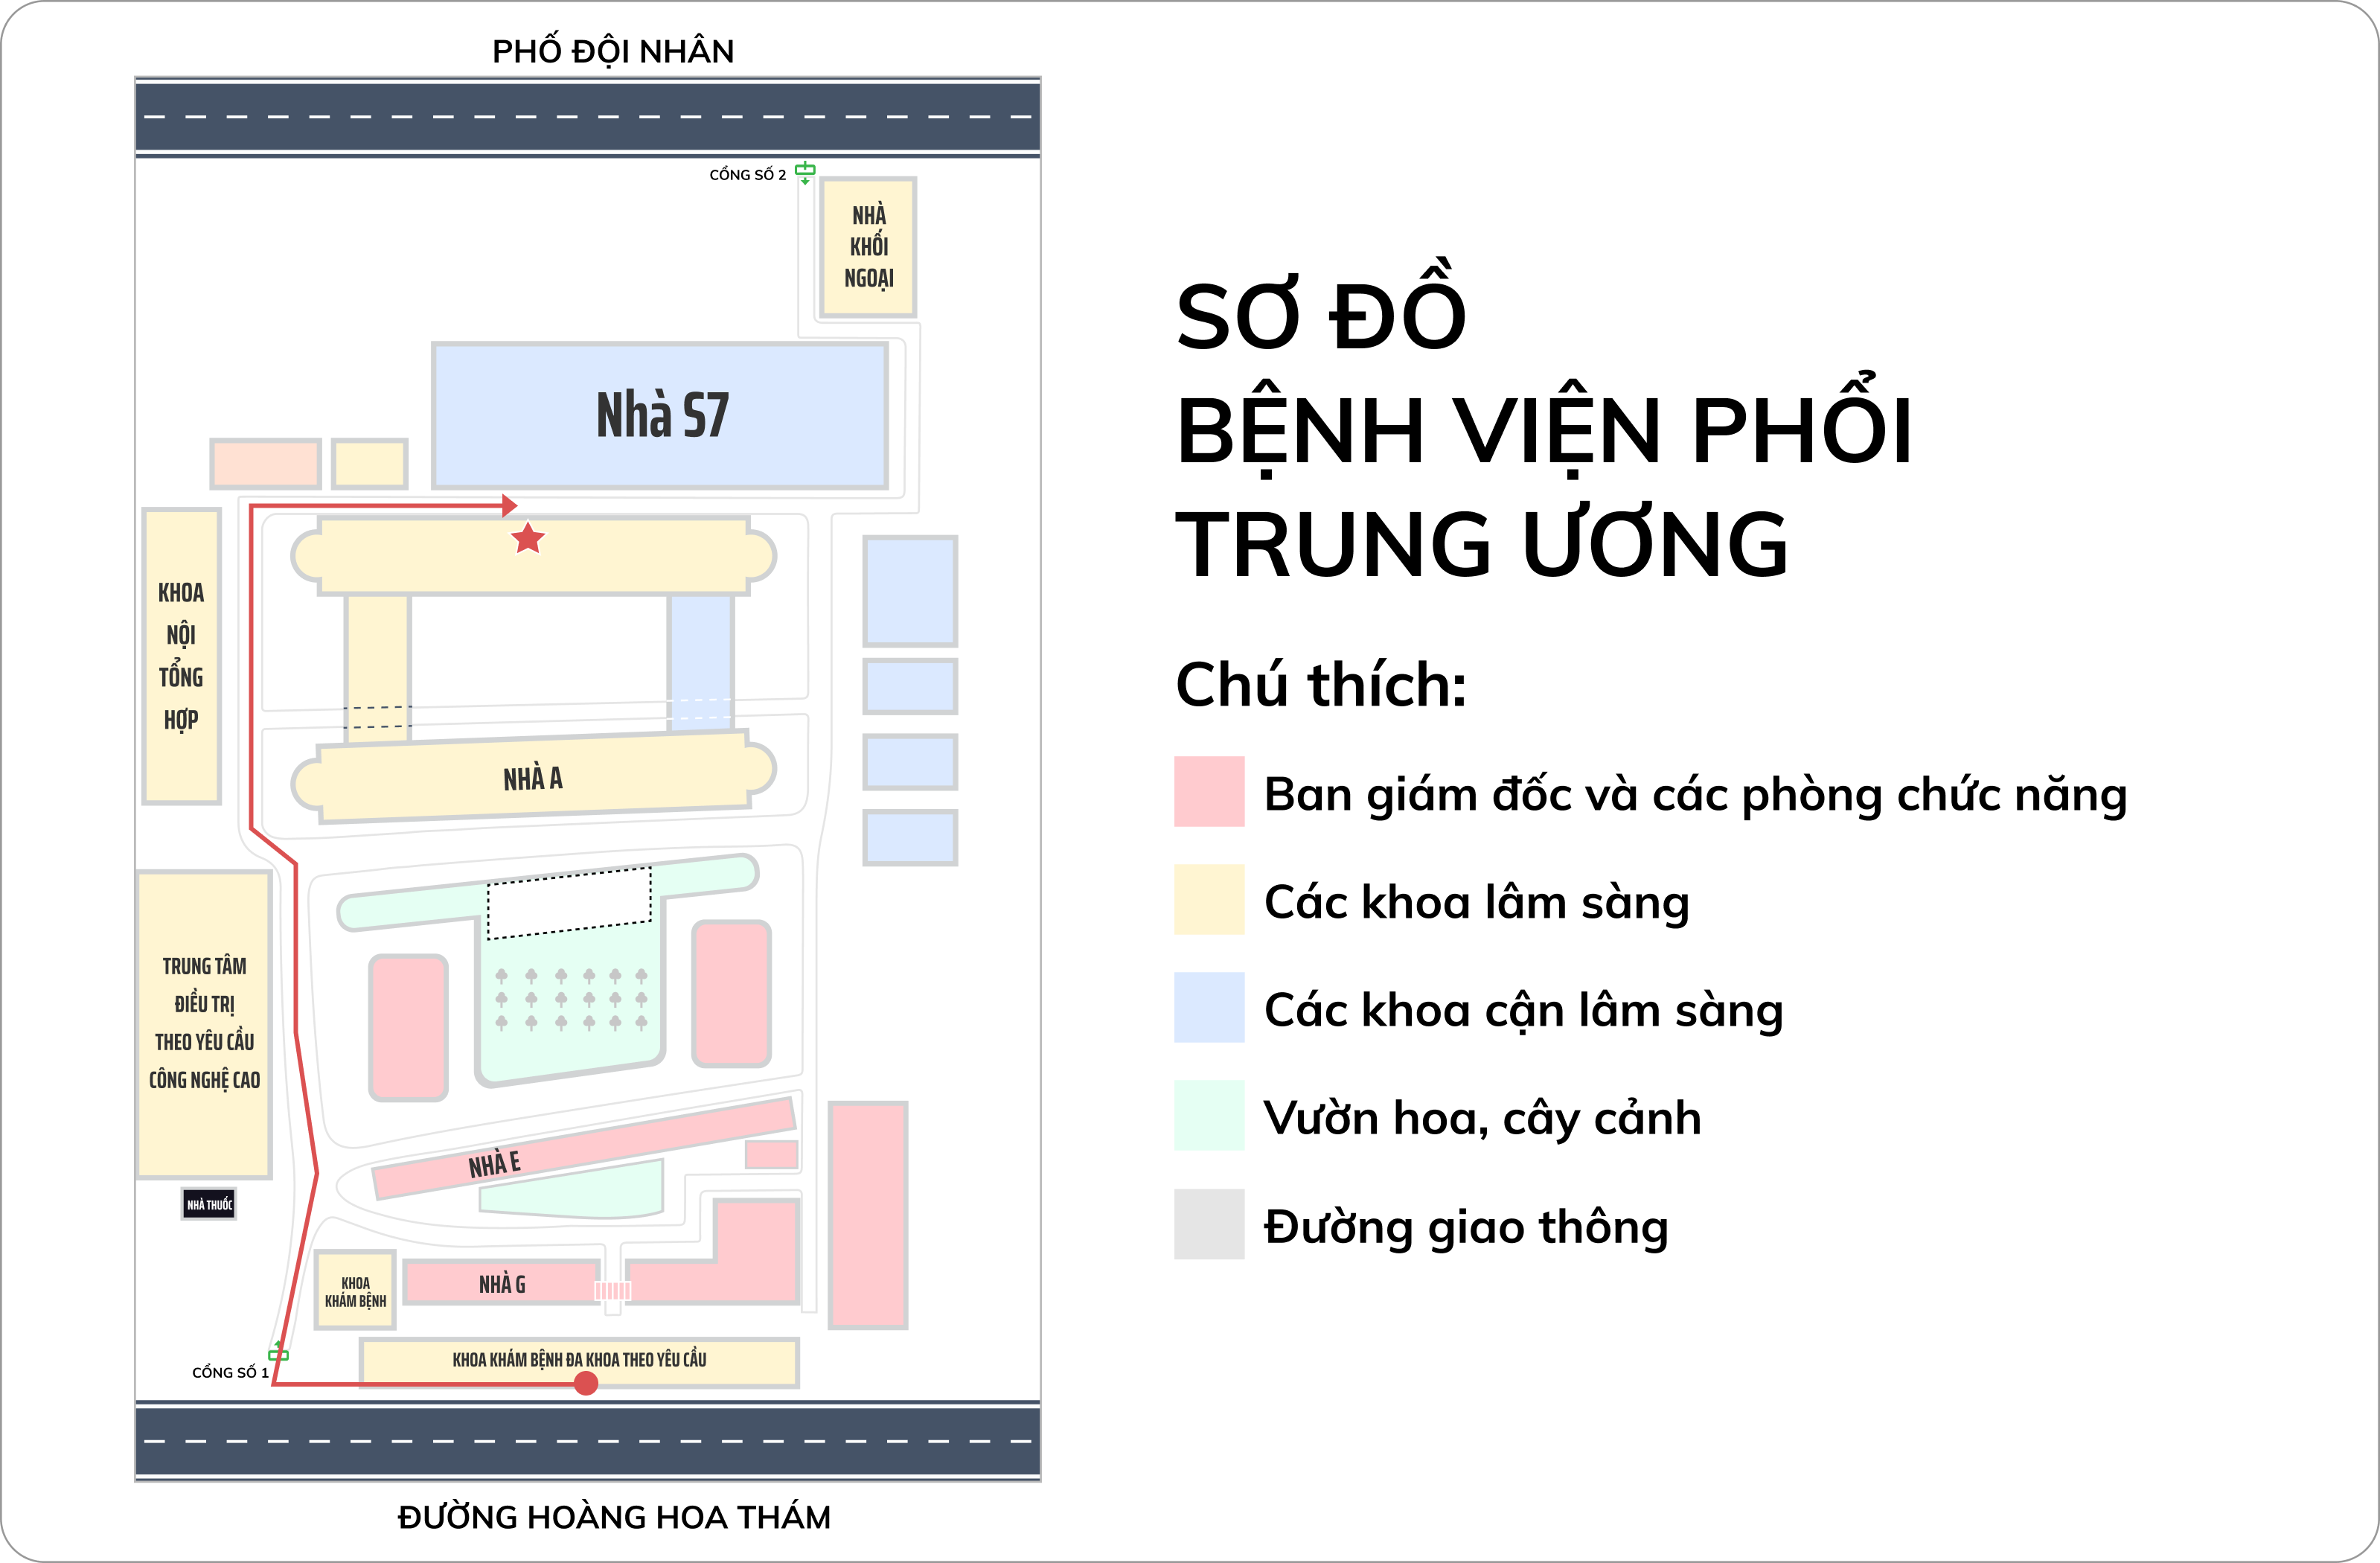 PHỐ ĐỘI NHÂN
CỔNG SỐ 2
NHÀ
KHỐI
NGOẠI
Nhà S7
KHOA
NỘI
TỔNG
HỢP
NHÀ A
TRUNG TÂM
ĐIỀU TRỊ
THEO YÊU CẦU
CÔNG NGHỆ CAO
NHÀ E
NHÀ THUỐC
KHOA
KHÁM BỆNH
NHÀ G
KHOA KHÁM BỆNH ĐA KHOA THEO YÊU CẦU
CỔNG SỐ 1
ĐƯỜNG HOÀNG HOA THÁM
SƠ ĐỒ
BỆNH VIỆN PHỔI
TRUNG ƯƠNG
Chú thích:
Ban giám đốc và các phòng chức năng
Các khoa lâm sàng
Các khoa cận lâm sàng
Vườn hoa, cây cảnh
Đường giao thông